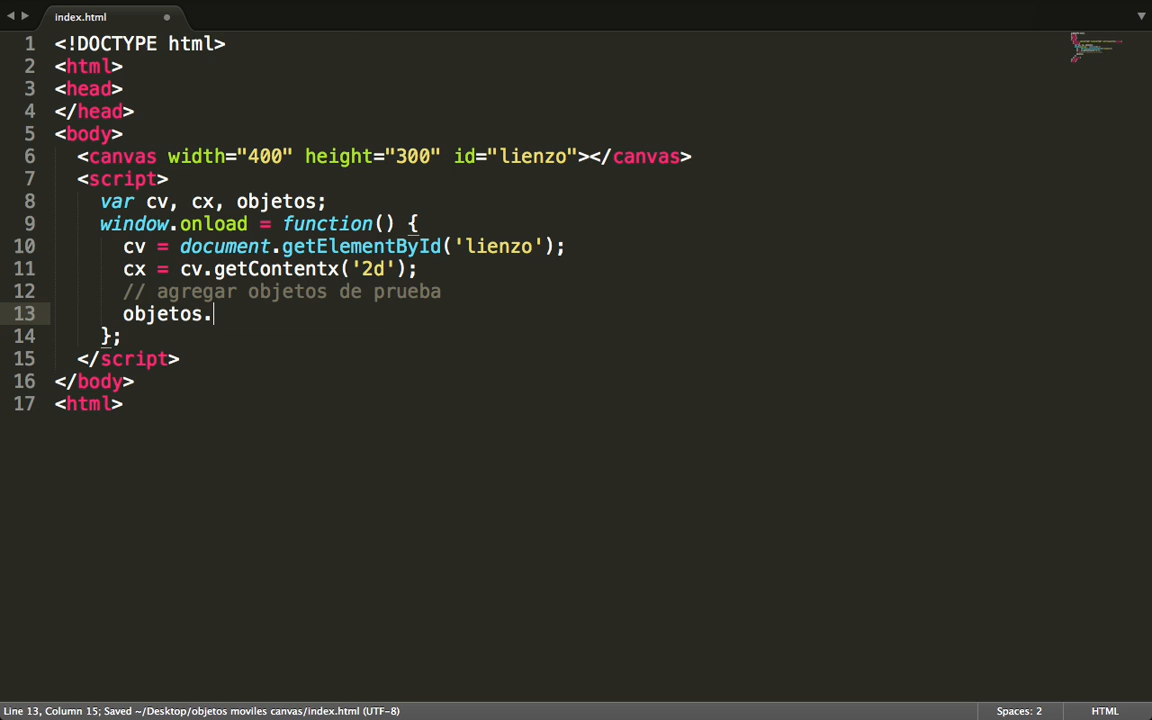 index.html
1 <!DOCTYPE html>
2 <html>
3 <head>
4 </head>
5 <body>
6 <canvas width="400" height="300" id="lienzo"></canvas>
7 <script>
8 var cv, cx, objetos;
9 window.onload = function() {
10 cv = document.getElementById('lienzo');
11 cx = cv.getContentx('2d');
12 // agregar objetos de prueba
13 objetos.
14 };
15 </script>
16 </body>
17 <html>
Line 13, Column 15; Saved ~/Desktop/objetos moviles canvas/index.html (UTF-8)
Spaces: 2
HTML